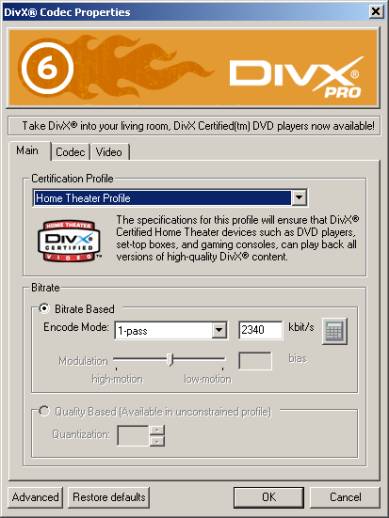 DivX® Codec Properties
6
DIVX®
PRO
Take DivX® into your living room, DivX Certified(tm) DVD players now available!
Main Codec Video
Certification Profile
Home Theater Profile
HOME THEATER
DIVX
CERTIFIED
VIDEO™
The specifications for this profile will ensure that DivX®
Certified Home Theater devices such as DVD players,
set-top boxes, and gaming consoles, can play back all
versions of high-quality DivX® content.
Bitrate
Bitrate Based
Encode Mode: 1-pass 2340 kbit/s
Modulation bias
high-motion low-motion
Quality Based (Available in unconstrained profile)
Quantization:
Advanced Restore defaults OK Cancel